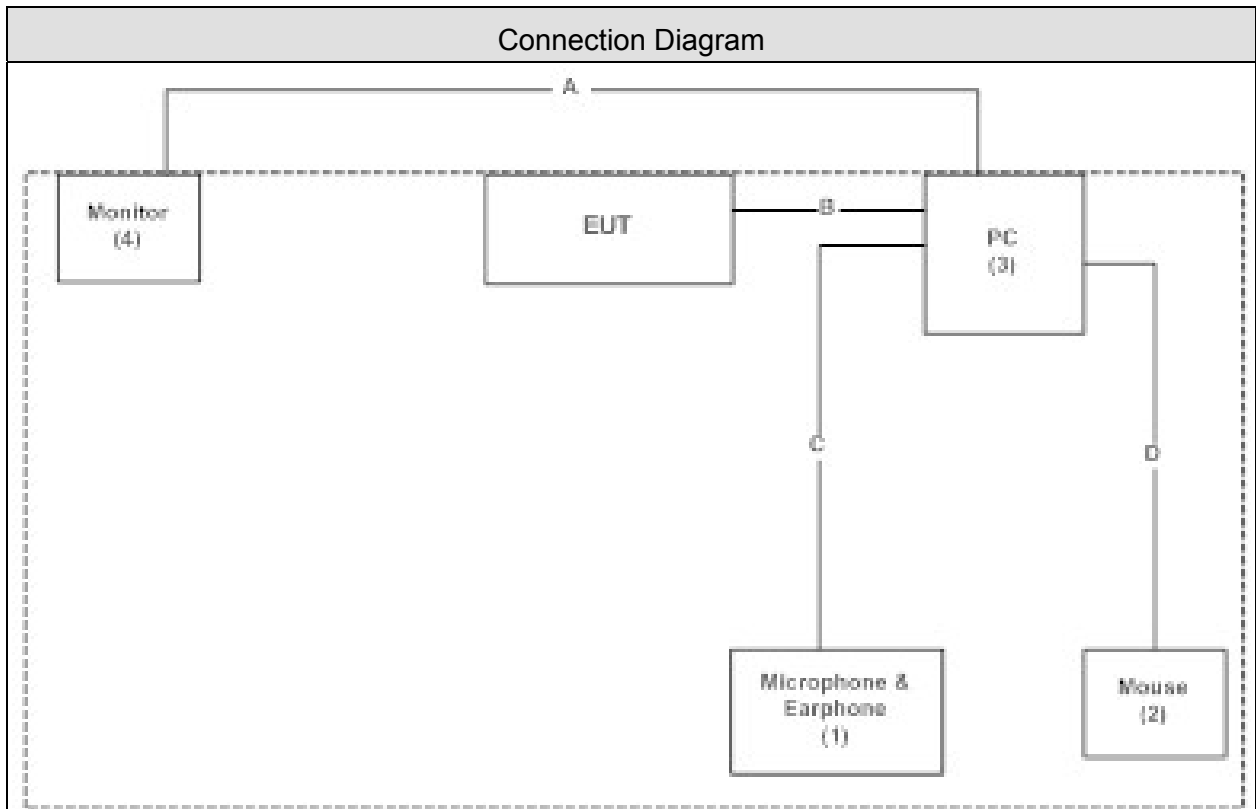 Connection Diagram
A
Monitor
(4)
EUT
B
PC
(3)
C
D
Microphone &
Earphone
(1)
Mouse
(2)